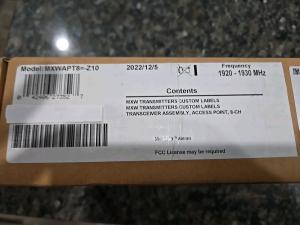 Model: MXWAPT8=-Z10
2022/12/5
Frequency
1920 - 1930 MHz
Contents
MXW TRANSMITTERS CUSTOM LABELS
MXW TRANSMITTERS CUSTOM LABELS
TRANSCEIVER ASSEMBLY, ACCESS POINT, 8-CH
FCC License may be required